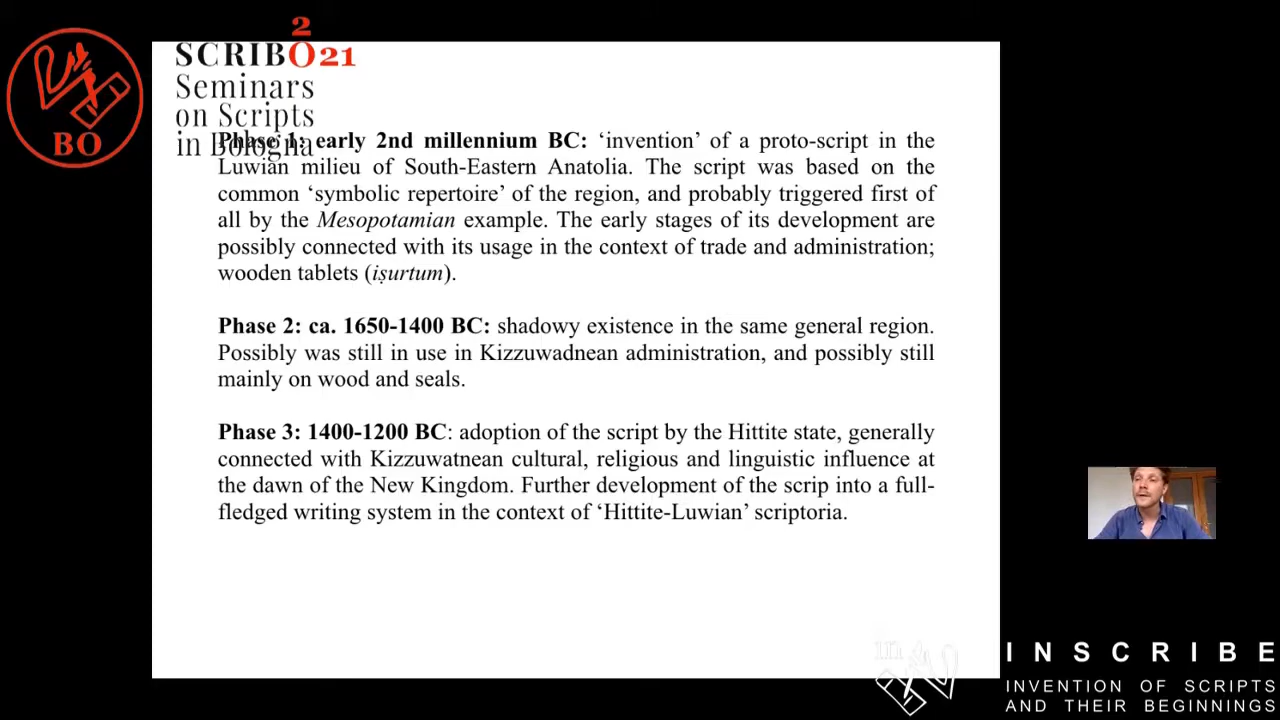 2
SCRIBO21
Seminars
on Scripts
in Bologna
BO
Phase 1: early 2nd millennium BC: ‘invention’ of a proto-script in the
Luwian milieu of South-Eastern Anatolia. The script was based on the
common ‘symbolic repertoire’ of the region, and probably triggered first of
all by the Mesopotamian example. The early stages of its development are
possibly connected with its usage in the context of trade and administration;
wooden tablets (iṣurtum).
Phase 2: ca. 1650-1400 BC: shadowy existence in the same general region.
Possibly was still in use in Kizzuwadnean administration, and possibly still
mainly on wood and seals.
Phase 3: 1400-1200 BC: adoption of the script by the Hittite state, generally
connected with Kizzuwatnean cultural, religious and linguistic influence at
the dawn of the New Kingdom. Further development of the scrip into a full-
fledged writing system in the context of ‘Hittite-Luwian’ scriptoria.
in
INSCRIBE
INVENTION OF SCRIPTS
AND THEIR BEGINNINGS